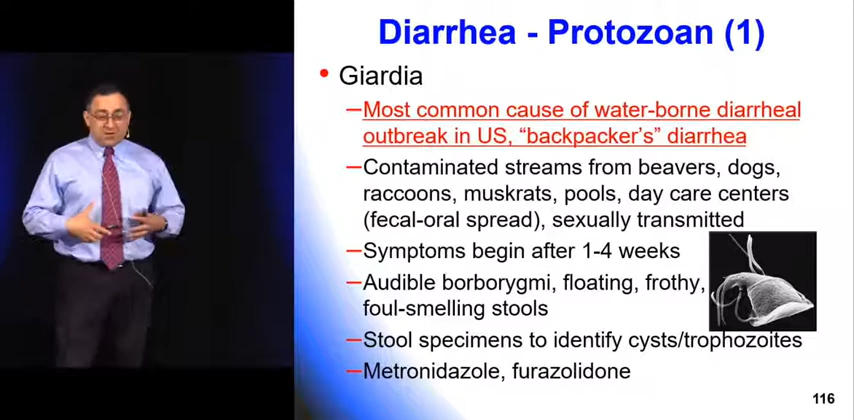 Diarrhea - Protozoan (1)
• Giardia
–Most common cause of water-borne diarrheal
outbreak in US, “backpacker’s” diarrhea
–Contaminated streams from beavers, dogs,
raccoons, muskrats, pools, day care centers
(fecal-oral spread), sexually transmitted
–Symptoms begin after 1-4 weeks
–Audible borborygmi, floating, frothy,
foul-smelling stools
–Stool specimens to identify cysts/trophozoites
–Metronidazole, furazolidone
116